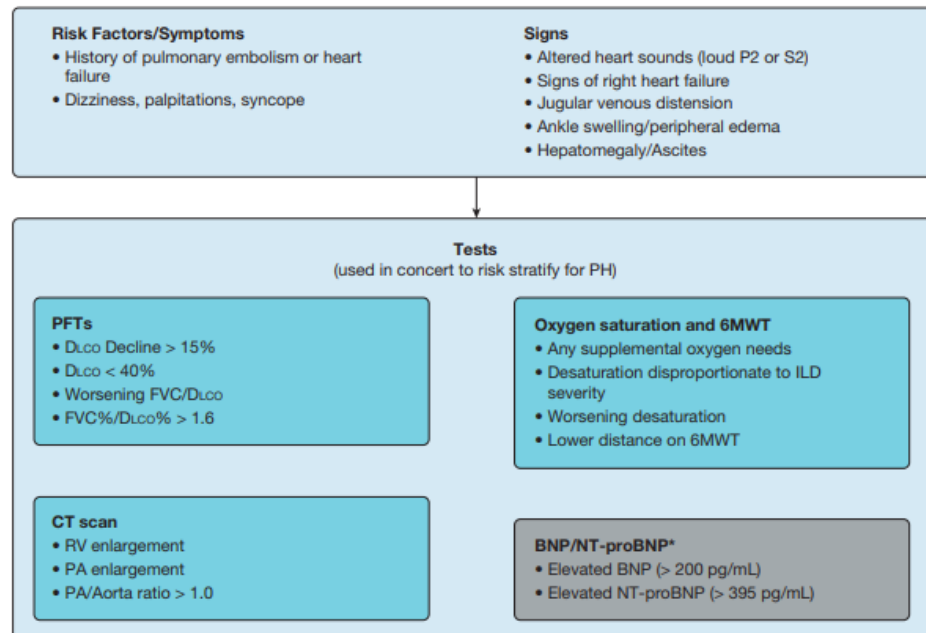 Risk Factors/Symptoms
• History of pulmonary embolism or heart
failure
• Dizziness, palpitations, syncope
Signs
• Altered heart sounds (loud P2 or S2)
• Signs of right heart failure
• Jugular venous distension
• Ankle swelling/peripheral edema
• Hepatomegaly/Ascites
Tests
(used in concert to risk stratify for PH)
PFTs
• DLCO Decline > 15%
• DLCO < 40%
• Worsening FVC/DLCO
• FVC%/DLCO% > 1.6
Oxygen saturation and 6MWT
• Any supplemental oxygen needs
• Desaturation disproportionate to ILD
severity
• Worsening desaturation
• Lower distance on 6MWT
CT scan
• RV enlargement
• PA enlargement
• PA/Aorta ratio > 1.0
BNP/NT-proBNP*
• Elevated BNP (> 200 pg/mL)
• Elevated NT-proBNP (> 395 pg/mL)